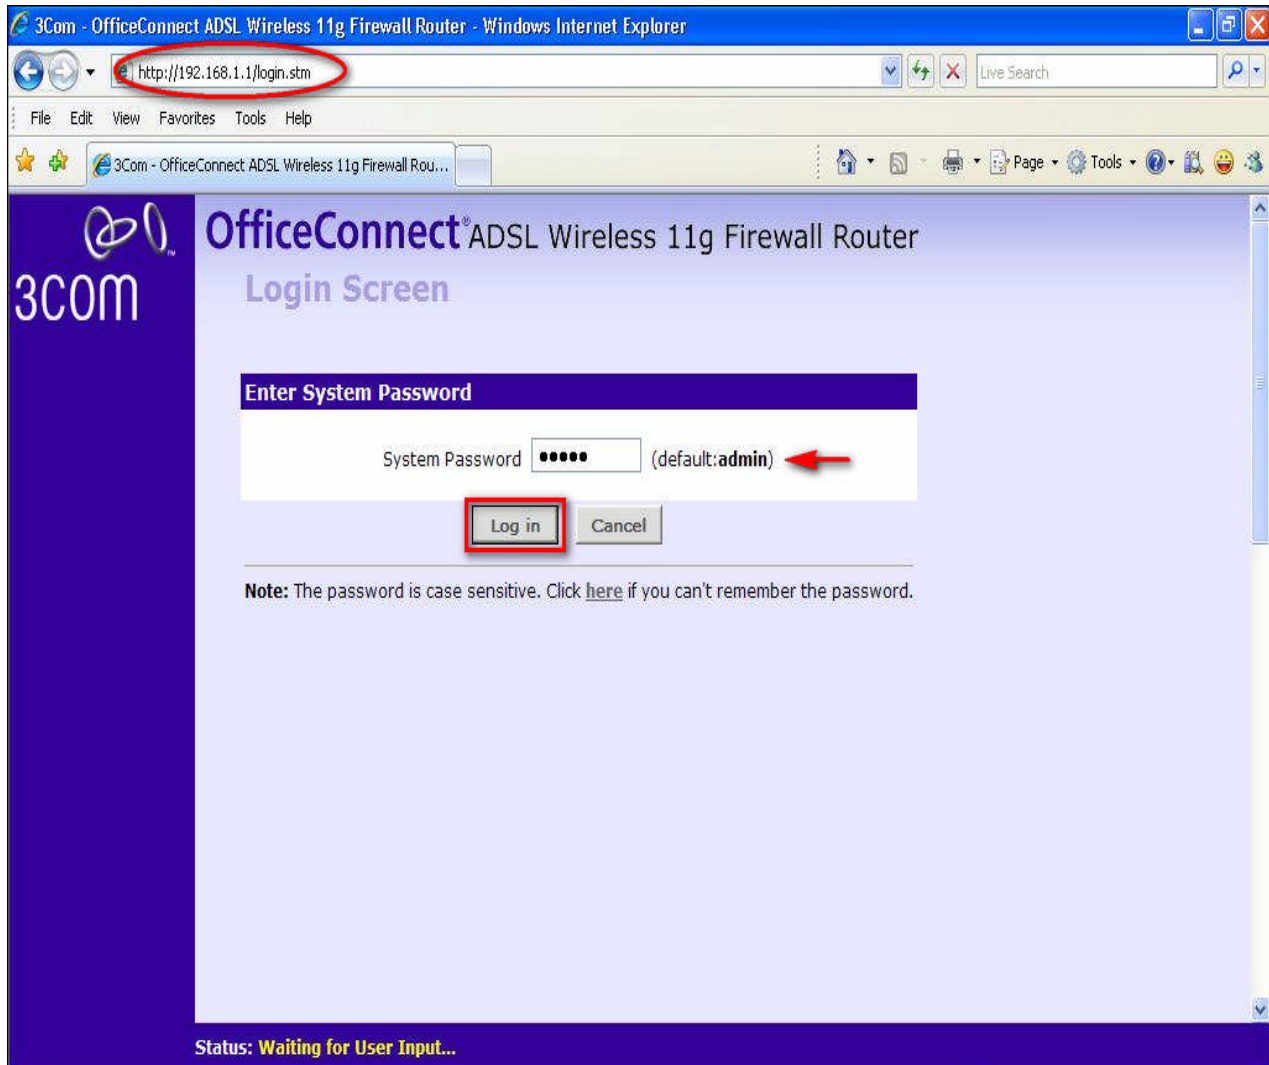 3Com - OfficeConnect ADSL Wireless 11g Firewall Router - Windows Internet Explorer
http://192.168.1.1/login.stm
Live Search
File Edit View Favorites Tools Help
3Com - OfficeConnect ADSL Wireless 11g Firewall Rou...
Page Tools
3COM
OfficeConnect® ADSL Wireless 11g Firewall Router
Login Screen
Enter System Password
System Password ••••• (default:admin)
Log in Cancel
Note: The password is case sensitive. Click here if you can't remember the password.
Status: Waiting for User Input...